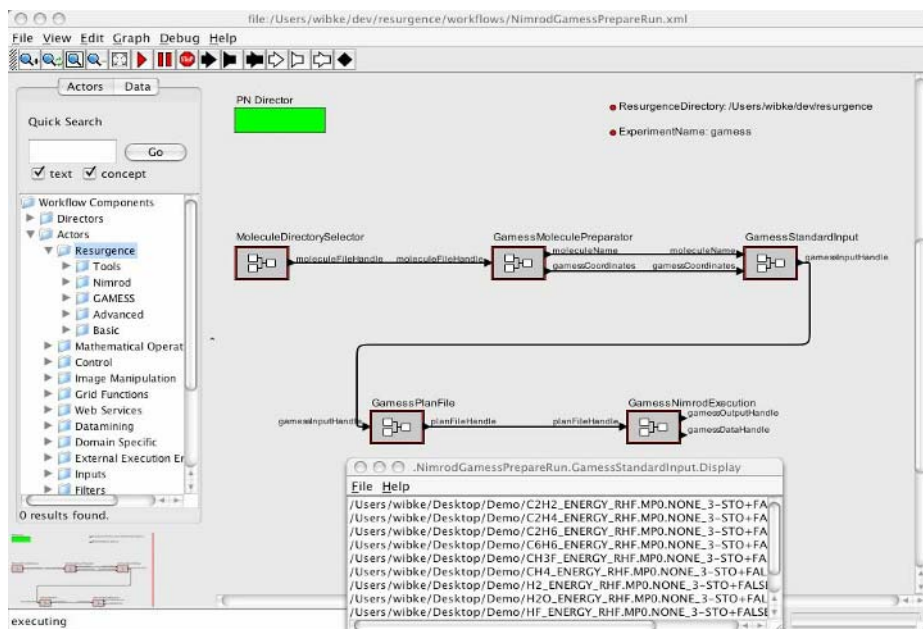 file:/Users/wibke/dev/resurgence/workflows/NimrodGamessPrepareRun.xml
File View Edit Graph Debug Help
Actors Data
Quick Search
Go
text concept
Workflow Components
Directors
Actors
Resurgence
Tools
Nimrod
GAMESS
Advanced
Basic
Mathematical Operat
Control
Image Manipulation
Grid Functions
Web Services
Datamining
Domain Specific
External Execution Er
Inputs
Filters
0 results found.
executing
PN Director
ResurgenceDirectory: /Users/wibke/dev/resurgence
ExperimentName: gamess
MoleculeDirectorySelector
moleculeFileHandle moleculeFileHandle
GamessMoleculePreparator
moleculeName moleculeName
gamessCoordinates gamessCoordinates
GamessStandardInput
gamessInputHandle
GamessPlanFile
gamessInputHandle planFileHandle planFileHandle
GamessNimrodExecution
gamessOutputHandle
gamessDataHandle
.NimrodGamessPrepareRun.GamessStandardInput.Display
File Help
/Users/wibke/Desktop/Demo/C2H2_ENERGY_RHF.MP0.NONE_3-STO+FA
/Users/wibke/Desktop/Demo/C2H4_ENERGY_RHF.MP0.NONE_3-STO+FA
/Users/wibke/Desktop/Demo/C2H6_ENERGY_RHF.MP0.NONE_3-STO+FA
/Users/wibke/Desktop/Demo/C6H6_ENERGY_RHF.MP0.NONE_3-STO+FA
/Users/wibke/Desktop/Demo/CH3F_ENERGY_RHF.MP0.NONE_3-STO+FA
/Users/wibke/Desktop/Demo/CH4_ENERGY_RHF.MP0.NONE_3-STO+FAL
/Users/wibke/Desktop/Demo/H2_ENERGY_RHF.MP0.NONE_3-STO+FALSE
/Users/wibke/Desktop/Demo/H2O_ENERGY_RHF.MP0.NONE_3-STO+FAL
/Users/wibke/Desktop/Demo/HF_ENERGY_RHF.MP0.NONE_3-STO+FALSE